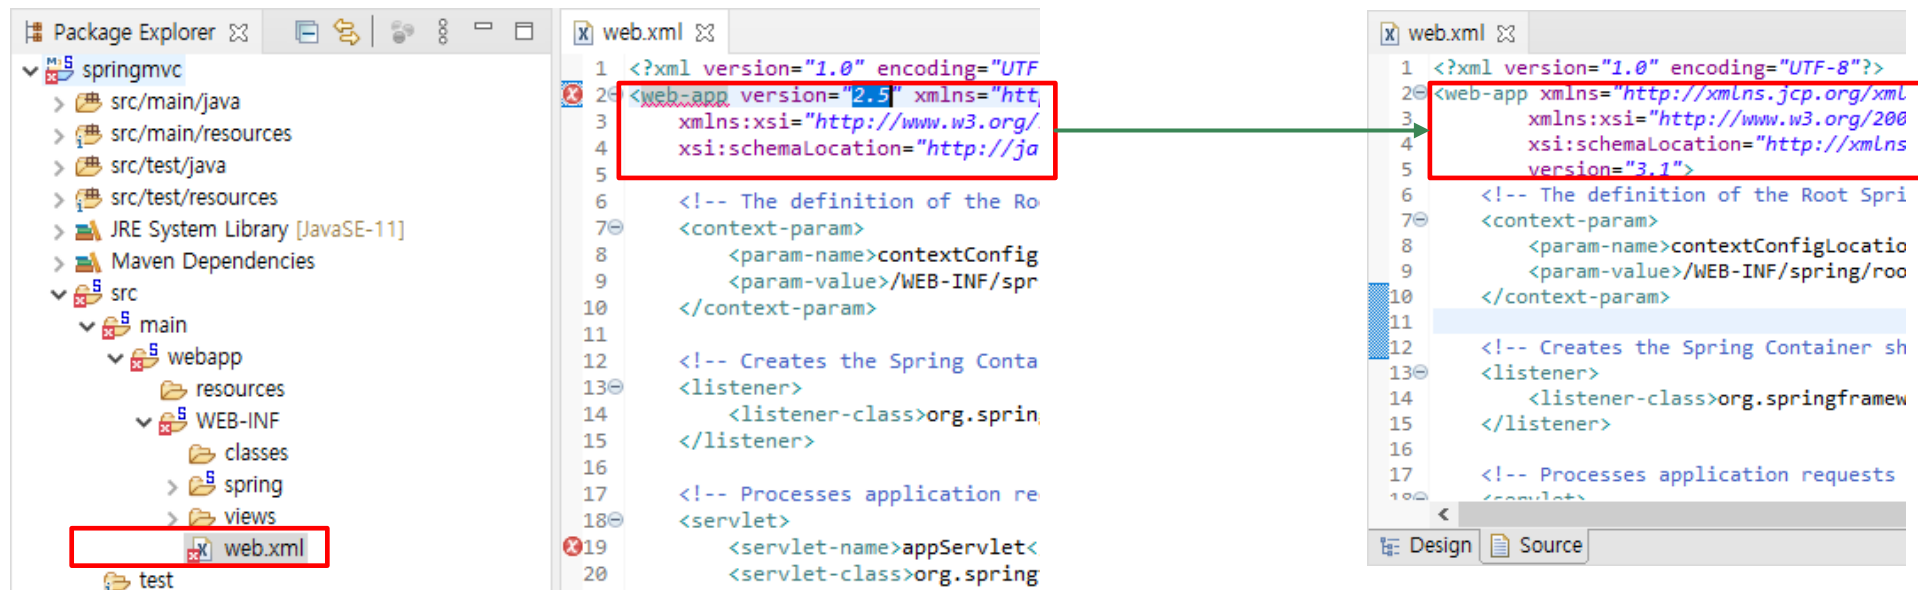 Package Explorer
springmvc
src/main/java
src/main/resources
src/test/java
src/test/resources
JRE System Library [JavaSE-11]
Maven Dependencies
src
main
webapp
resources
WEB-INF
classes
spring
views
web.xml
test
web.xml
1 <?xml version="1.0" encoding="UTF
2 <web-app version="2.5" xmlns="htt
3 xmlns:xsi="http://www.w3.org/
4 xsi:schemaLocation="http://ja
5
6 <!-- The definition of the Ro
7 <context-param>
8 <param-name>contextConfig
9 <param-value>/WEB-INF/spr
10 </context-param>
11
12 <!-- Creates the Spring Conta
13 <listener>
14 <listener-class>org.sprin
15 </listener>
16
17 <!-- Processes application re
18 <servlet>
19 <servlet-name>appServlet<
20 <servlet-class>org.spring
web.xml
1 <?xml version="1.0" encoding="UTF-8"?>
2 <web-app xmlns="http://xmlns.jcp.org/xml
3 xmlns:xsi="http://www.w3.org/200
4 xsi:schemaLocation="http://xmlns
5 version="3.1">
6 <!-- The definition of the Root Spri
7 <context-param>
8 <param-name>contextConfigLocatio
9 <param-value>/WEB-INF/spring/roo
10 </context-param>
11
12 <!-- Creates the Spring Container sh
13 <listener>
14 <listener-class>org.springframew
15 </listener>
16
17 <!-- Processes application requests
18 <servlet>
Design Source